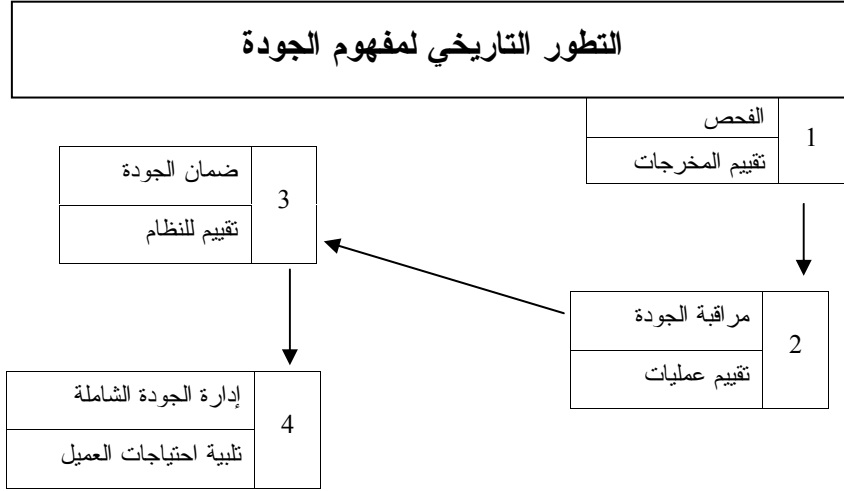 التطور التاريخي لمفهوم الجودة
1
الفحص
تقييم المخرجات
2
مراقبة الجودة
تقييم عمليات
3
ضمان الجودة
تقييم للنظام
4
إدارة الجودة الشاملة
تلبية احتياجات العميل